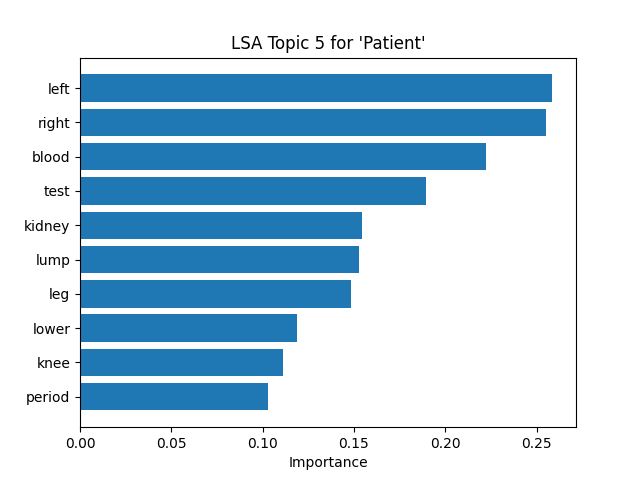 LSA Topic 5 for 'Patient'
left
right
blood
test
kidney
lump
leg
lower
knee
period
0.00 0.05 0.10 0.15 0.20 0.25
Importance